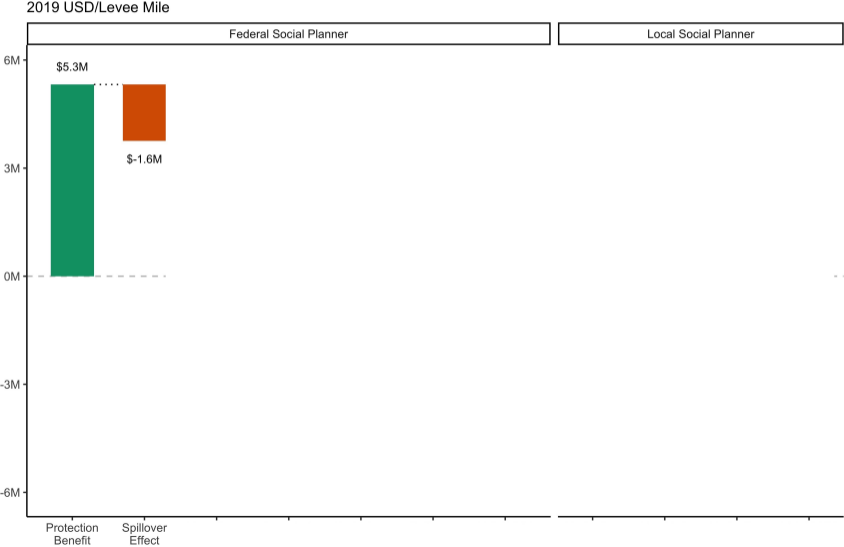 2019 USD/Levee Mile
Federal Social Planner
Local Social Planner
6M
$5.3M
3M
$-1.6M
0M
-3M
-6M
Protection
Benefit
Spillover
Effect